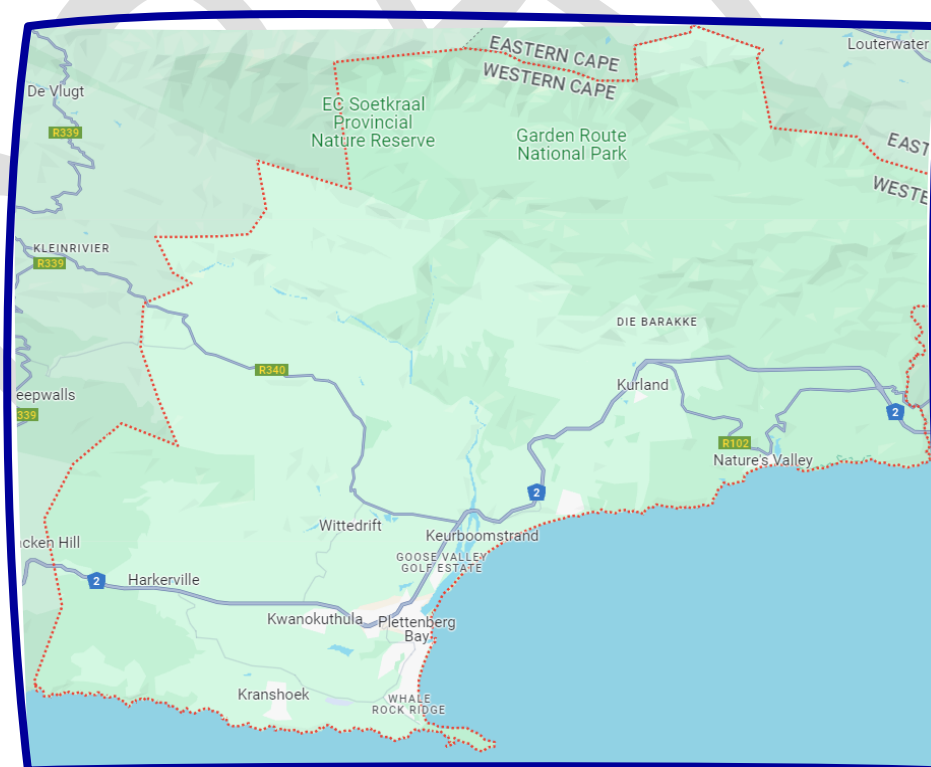 EASTERN CAPE
WESTERN CAPE
Louterwater
De Vlugt
R339
EC Soetkraal
Provincial
Nature Reserve
Garden Route
National Park
EAST
WESTE
KLEINRIVIER
R339
DIE BARAKKE
R340
Kurland
eepwalls
339
2
R102
Nature's Valley
2
Wittedrift
Keurboomstrand
cken Hill
GOOSE VALLEY
GOLF ESTATE
2
Harkerville
Kwanokuthula
Plettenberg
Bay
Kranshoek
WHALE
ROCK RIDGE